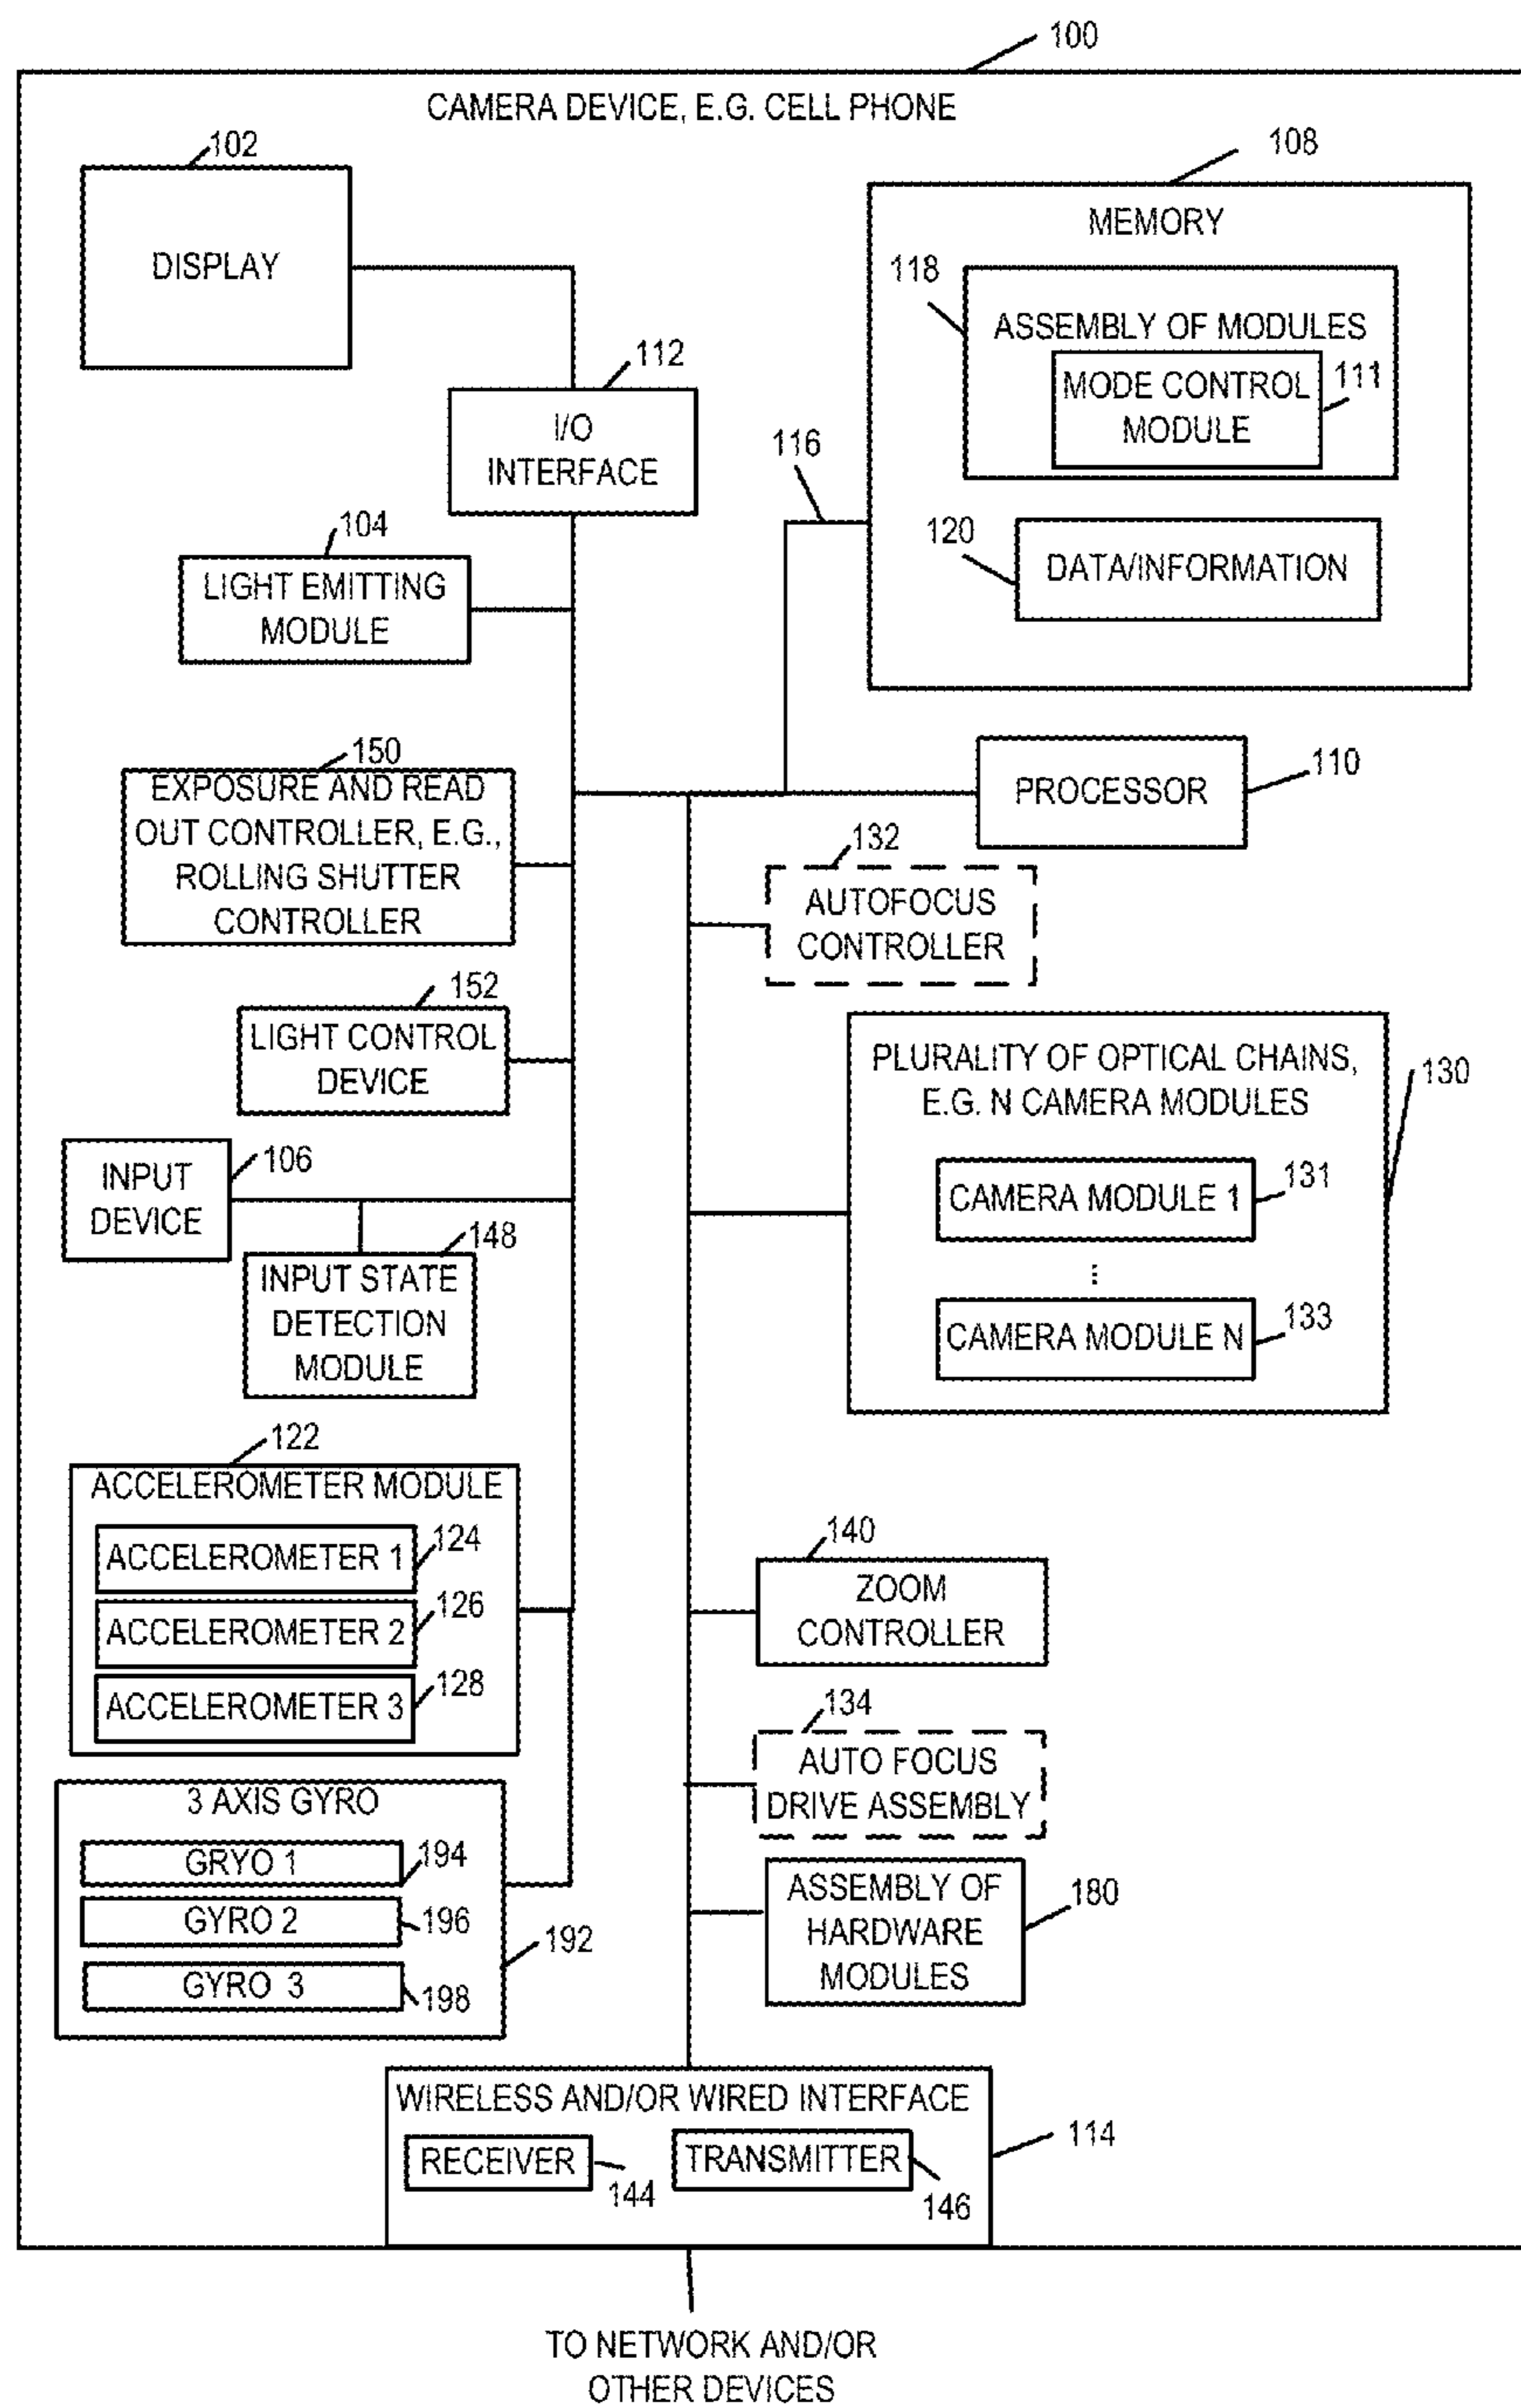 100
CAMERA DEVICE, E.G. CELL PHONE
102
DISPLAY
108
MEMORY
118
ASSEMBLY OF MODULES
MODE CONTROL
MODULE
111
120
DATA/INFORMATION
112
I/O
INTERFACE
116
104
LIGHT EMITTING
MODULE
150
EXPOSURE AND READ
OUT CONTROLLER, E.G.,
ROLLING SHUTTER
CONTROLLER
PROCESSOR
110
132
AUTOFOCUS
CONTROLLER
152
LIGHT CONTROL
DEVICE
PLURALITY OF OPTICAL CHAINS,
E.G. N CAMERA MODULES
130
CAMERA MODULE 1
131
...
CAMERA MODULE N
133
INPUT
DEVICE
106
148
INPUT STATE
DETECTION
MODULE
122
ACCELEROMETER MODULE
ACCELEROMETER 1
124
ACCELEROMETER 2
126
ACCELEROMETER 3
128
140
ZOOM
CONTROLLER
134
AUTO FOCUS
DRIVE ASSEMBLY
3 AXIS GYRO
GRYO 1
194
GYRO 2
196
GYRO 3
198
192
ASSEMBLY OF
HARDWARE
MODULES
180
WIRELESS AND/OR WIRED INTERFACE
RECEIVER
144
TRANSMITTER
146
114
TO NETWORK AND/OR
OTHER DEVICES